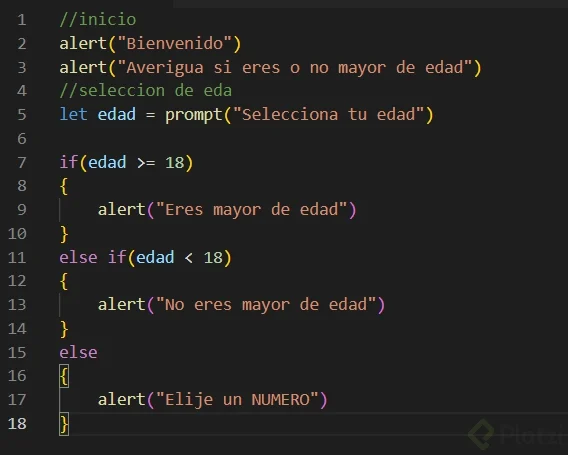 1 //inicio
2 alert("Bienvenido")
3 alert("Averigua si eres o no mayor de edad")
4 //seleccion de eda
5 let edad = prompt("Selecciona tu edad")
6
7 if(edad >= 18)
8 {
9     alert("Eres mayor de edad")
10 }
11 else if(edad < 18)
12 {
13     alert("No eres mayor de edad")
14 }
15 else
16 {
17     alert("Elije un NUMERO")
18 }